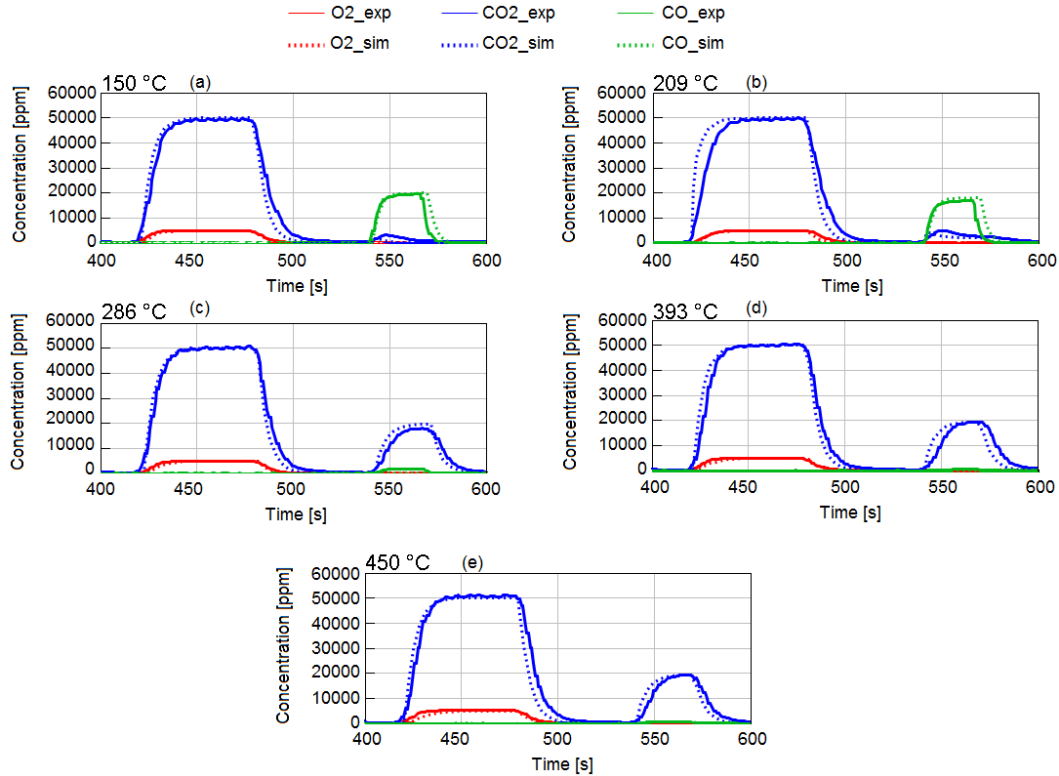 O2_exp CO2_exp CO_exp
O2_sim CO2_sim CO_sim
150 °C (a)
Concentration [ppm]
60000
50000
40000
30000
20000
10000
0
400 450 500 550 600
Time [s]
209 °C (b)
Concentration [ppm]
60000
50000
40000
30000
20000
10000
0
400 450 500 550 600
Time [s]
286 °C (c)
Concentration [ppm]
60000
50000
40000
30000
20000
10000
0
400 450 500 550 600
Time [s]
393 °C (d)
Concentration [ppm]
60000
50000
40000
30000
20000
10000
0
400 450 500 550 600
Time [s]
450 °C (e)
Concentration [ppm]
60000
50000
40000
30000
20000
10000
0
400 450 500 550 600
Time [s]